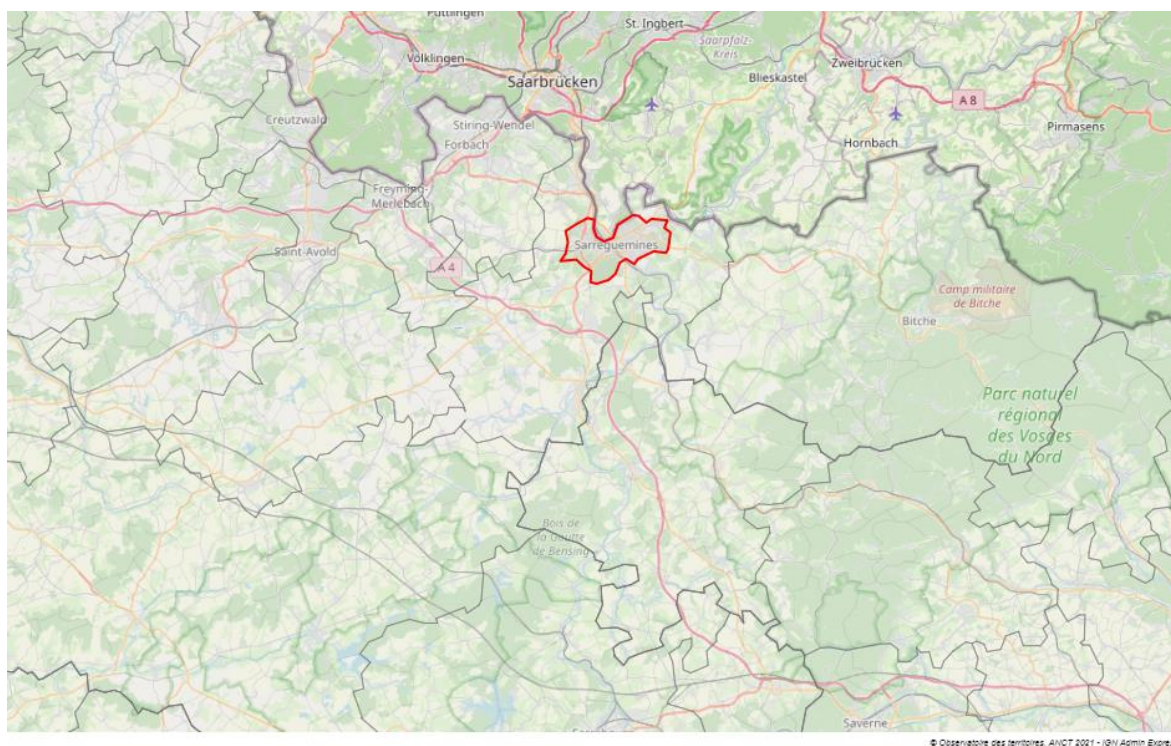 Püttlingen
St. Ingbert
Völklingen
Saarpfalz-
Kreis
Zweibrücken
Saarbrücken
Blieskastel
A 8
Creutzwald
Stiring-Wendel
Pirmasens
Forbach
Hornbach
Freyming-
Merlebach
Sarreguemines
Saint-Avold
A 4
Camp militaire
de Bitche
Bitche
Parc naturel
régional
des Vosges
du Nord
Bois de
la Goutte
de Bensing
Saverne
© Observatoire des territoires, ANCT 2021 - IGN Admin Expre